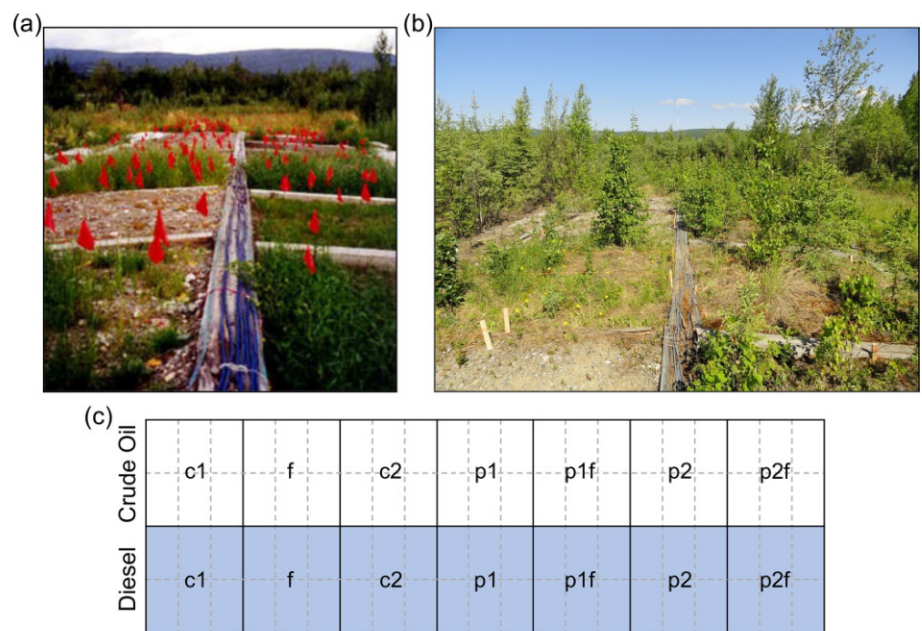 (a)
(b)
(c)
Crude Oil
c1 f c2 p1 p1f p2 p2f
Diesel
c1 f c2 p1 p1f p2 p2f